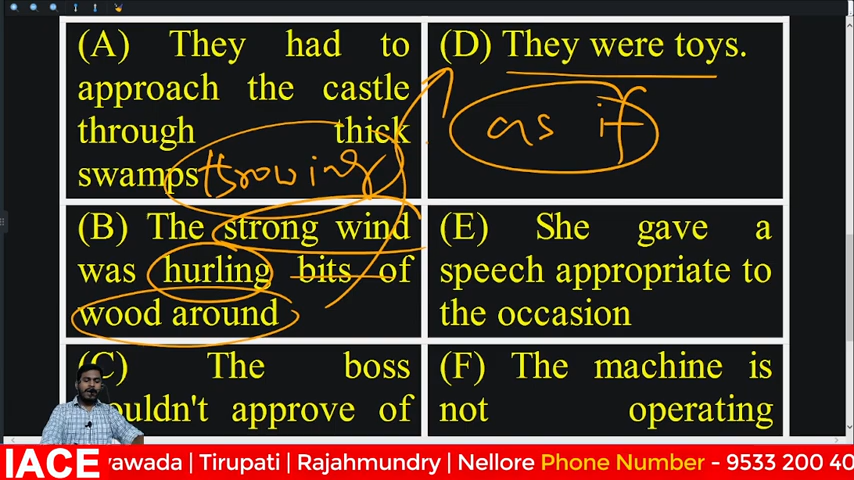 (A) They had to
approach the castle
through thick
swamps throwing
(D) They were toys.
as if
(B) The strong wind
was hurling bits of
wood around
(E) She gave a
speech appropriate to
the occasion
(C) The boss
wouldn't approve of
(F) The machine is
not operating
IACE yawada | Tirupati | Rajahmundry | Nellore Phone Number - 9533 200 40